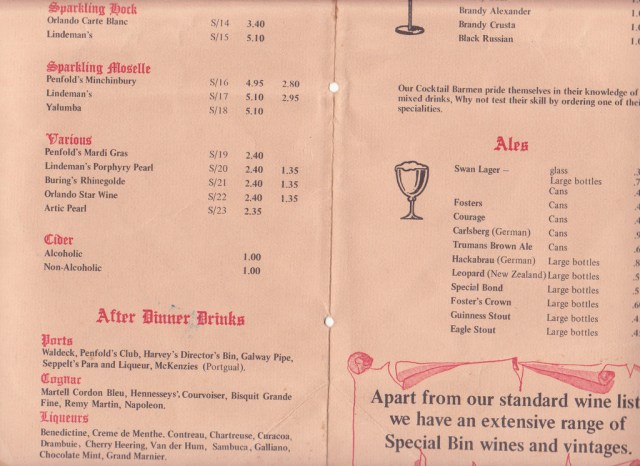 Sparkling Hock
Orlando Carte Blanc S/14 3.40
Lindeman's S/15 5.10
Sparkling Moselle
Penfold's Minchinbury S/16 4.95 2.80
Lindeman's S/17 5.10 2.95
Yalumba S/18 5.10
Various
Penfold's Mardi Gras S/19 2.40
Lindeman's Porphyry Pearl S/20 2.40 1.35
Buring's Rhinegolde S/21 2.40 1.35
Orlando Star Wine S/22 2.40 1.35
Artic Pearl S/23 2.35
Cider
Alcoholic 1.00
Non-Alcoholic 1.00
After Dinner Drinks
Ports
Waldeck, Penfold's Club, Harvey's Director's Bin, Galway Pipe,
Seppelt's Para and Liqueur, McKenzies (Portgual).
Cognac
Martell Cordon Bleu, Hennesseys', Courvoiser, Bisquit Grande
Fine, Remy Martin, Napoleon.
Liqueurs
Benedictine, Creme de Menthe, Contreau, Chartreuse, Curacoa,
Drambuie, Cherry Heering, Van der Hum, Sambuca, Galliano,
Chocolate Mint, Grand Marnier.
Brandy Alexander
Brandy Crusta
Black Russian
Our Cocktail Barmen pride themselves in their knowledge of
mixed drinks, Why not test their skill by ordering one of their
specialities.
Ales
Swan Lager — glass
Large bottles
Cans
Fosters Cans
Courage Cans
Carlsberg (German) Cans
Trumans Brown Ale Cans
Hackabrau (German) Large bottles
Leopard (New Zealand) Large bottles
Special Bond Large bottles
Foster's Crown Large bottles
Guinness Stout Large bottles
Eagle Stout Large bottles
Apart from our standard wine list
we have an extensive range of
Special Bin wines and vintages.